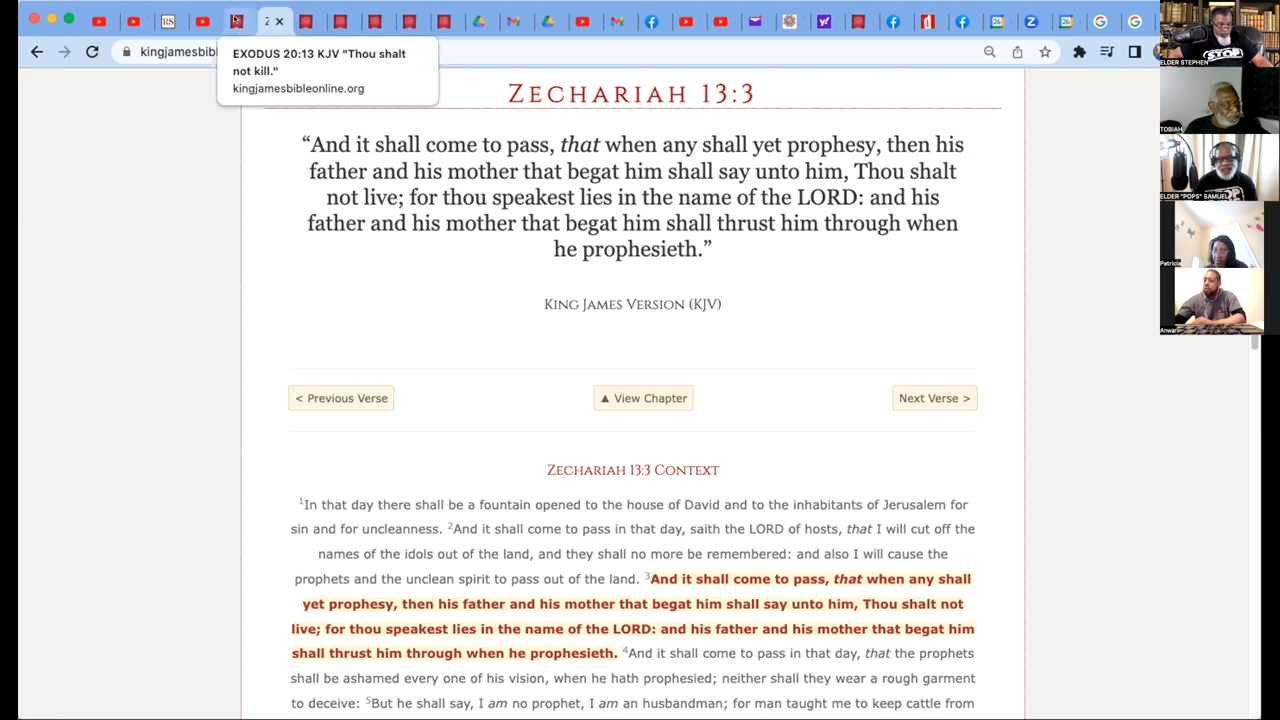 RS
Z
26
Z
26
kingjamesbibl
EXODUS 20:13 KJV "Thou shalt
not kill."
kingjamesbibleonline.org
STOP
ELDER STEPHEN
TOBIAH
ELDER "POPS" SAMUEL
Patricia
Anwar
Zechariah 13:3
“And it shall come to pass, that when any shall yet prophesy, then his
father and his mother that begat him shall say unto him, Thou shalt
not live; for thou speakest lies in the name of the LORD: and his
father and his mother that begat him shall thrust him through when
he prophesieth.”
King James Version (KJV)
< Previous Verse
▲ View Chapter
Next Verse >
Zechariah 13:3 Context
1In that day there shall be a fountain opened to the house of David and to the inhabitants of Jerusalem for
sin and for uncleanness. 2And it shall come to pass in that day, saith the LORD of hosts, that I will cut off the
names of the idols out of the land, and they shall no more be remembered: and also I will cause the
prophets and the unclean spirit to pass out of the land. 3And it shall come to pass, that when any shall
yet prophesy, then his father and his mother that begat him shall say unto him, Thou shalt not
live; for thou speakest lies in the name of the LORD: and his father and his mother that begat him
shall thrust him through when he prophesieth. 4And it shall come to pass in that day, that the prophets
shall be ashamed every one of his vision, when he hath prophesied; neither shall they wear a rough garment
to deceive: 5But he shall say, I am no prophet, I am an husbandman; for man taught me to keep cattle from